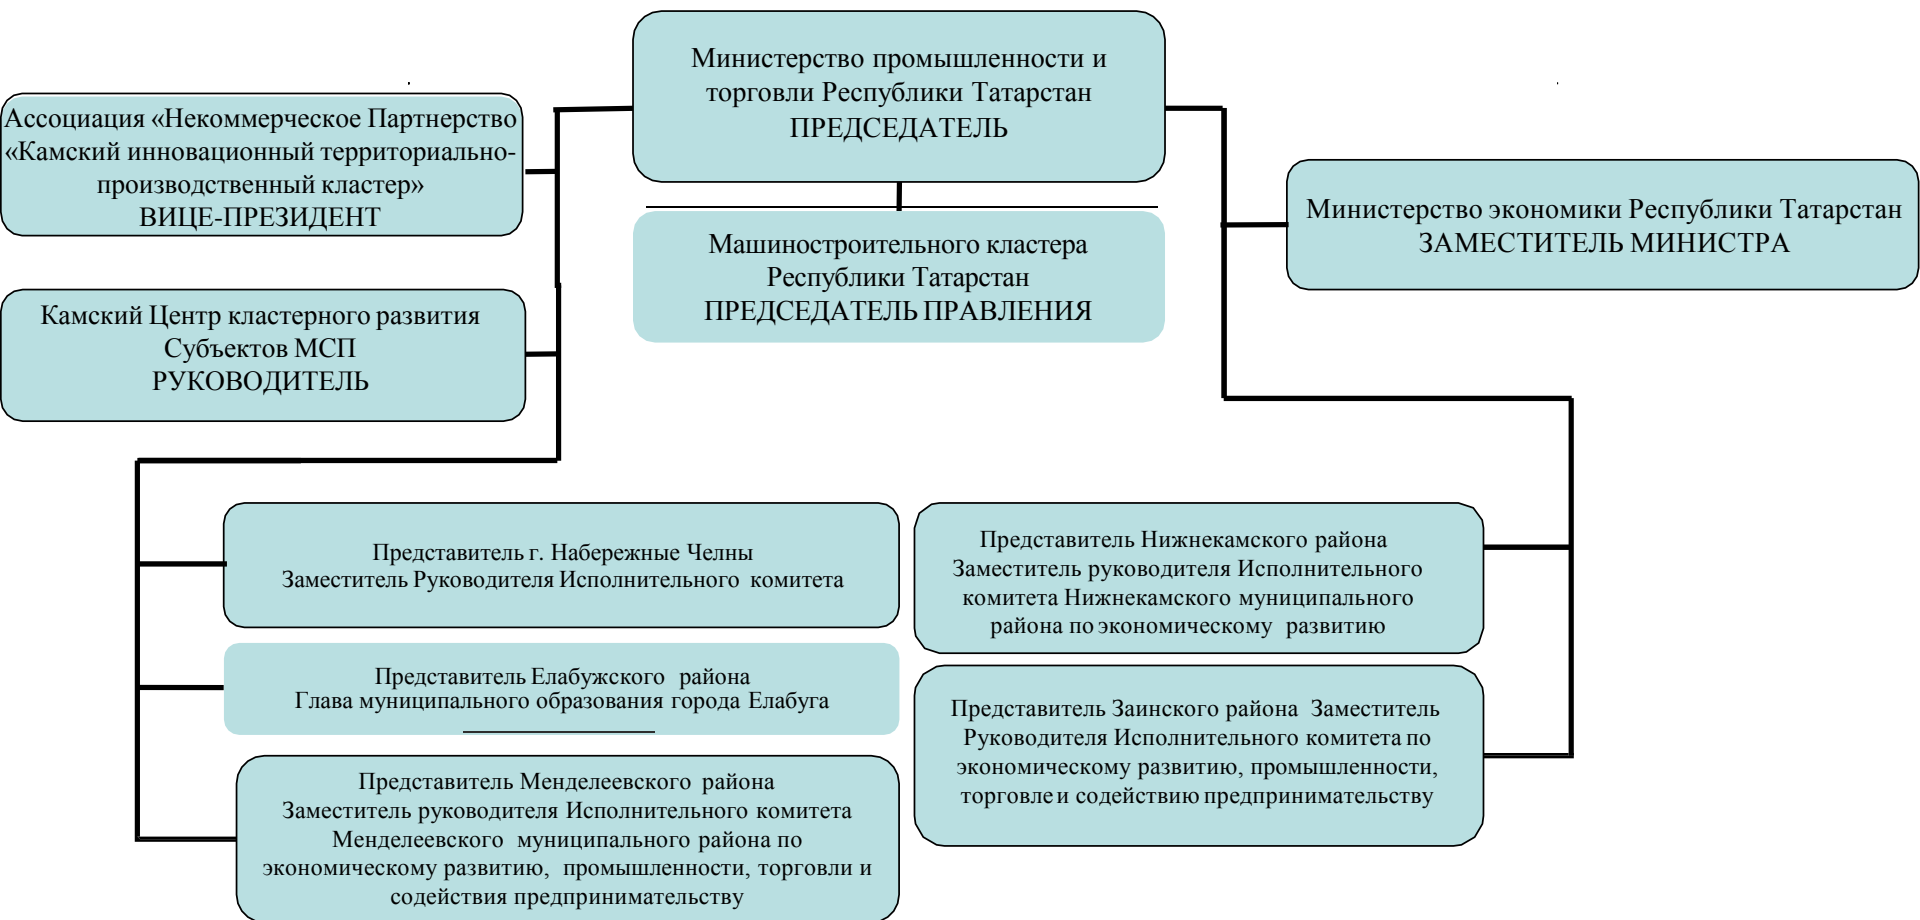 Министерство промышленности и
торговли Республики Татарстан
ПРЕДСЕДАТЕЛЬ
Ассоциация «Некоммерческое Партнерство
«Камский инновационный территориально-
производственный кластер»
ВИЦЕ-ПРЕЗИДЕНТ
Министерство экономики Республики Татарстан
ЗАМЕСТИТЕЛЬ МИНИСТРА
Машиностроительного кластера
Республики Татарстан
ПРЕДСЕДАТЕЛЬ ПРАВЛЕНИЯ
Камский Центр кластерного развития
Субъектов МСП
РУКОВОДИТЕЛЬ
Представитель г. Набережные Челны
Заместитель Руководителя Исполнительного комитета
Представитель Нижнекамского района
Заместитель руководителя Исполнительного
комитета Нижнекамского муниципального
района по экономическому развитию
Представитель Елабужского района
Глава муниципального образования города Елабуга
Представитель Заинского района Заместитель
Руководителя Исполнительного комитета по
экономическому развитию, промышленности,
торговле и содействию предпринимательству
Представитель Менделеевского района
Заместитель руководителя Исполнительного комитета
Менделеевского муниципального района по
экономическому развитию, промышленности, торговли и
содействия предпринимательству